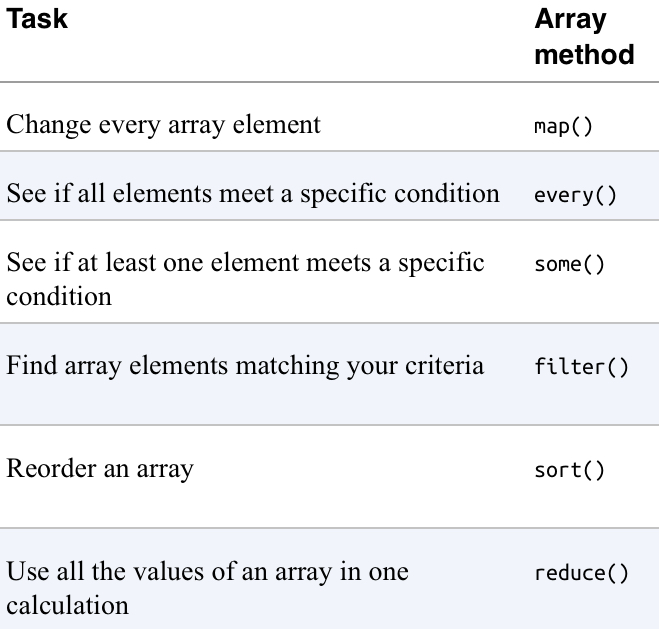 Task Array
method
Change every array element map()
See if all elements meet a specific condition every()
See if at least one element meets a specific some()
condition
Find array elements matching your criteria filter()
Reorder an array sort()
Use all the values of an array in one reduce()
calculation